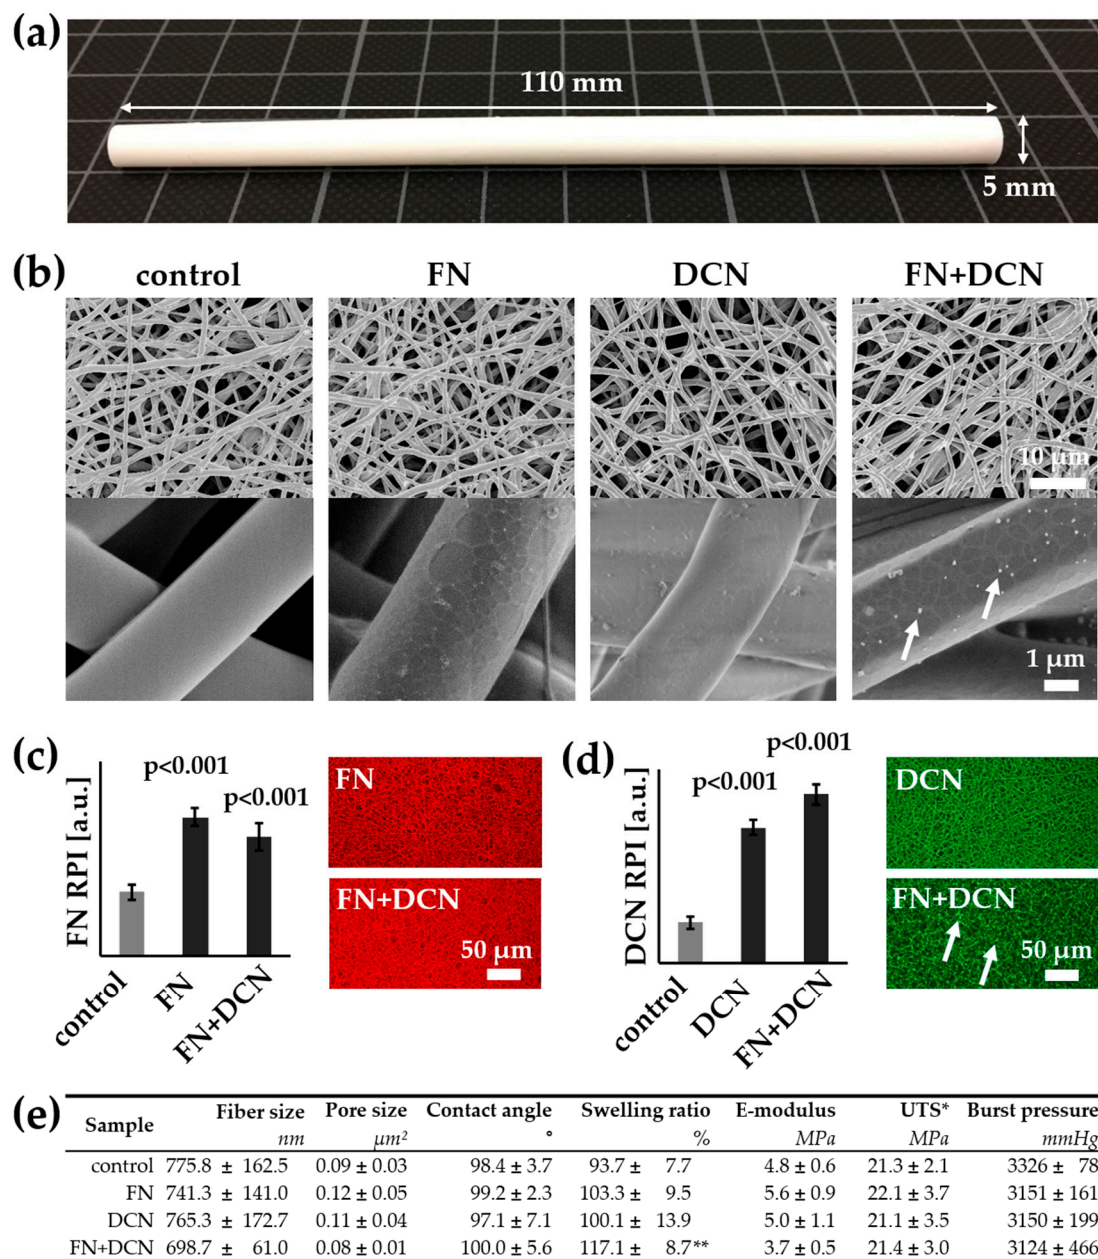 (a)
110 mm
5 mm
(b)
control FN DCN FN+DCN
10 µm
1 µm
(c)
FN RPI [a.u.]
p<0.001
p<0.001
control
FN
FN+DCN
FN
FN+DCN
50 µm
(d)
DCN RPI [a.u.]
p<0.001
p<0.001
control
DCN
FN+DCN
DCN
FN+DCN
50 µm
(e)
Sample Fiber size Pore size Contact angle Swelling ratio E-modulus UTS* Burst pressure
nm µm² ° % MPa MPa mmHg
control 775.8 ± 162.5 0.09 ± 0.03 98.4 ± 3.7 93.7 ± 7.7 4.8 ± 0.6 21.3 ± 2.1 3326 ± 78
FN 741.3 ± 141.0 0.12 ± 0.05 99.2 ± 2.3 103.3 ± 9.5 5.6 ± 0.9 22.1 ± 3.7 3151 ± 161
DCN 765.3 ± 172.7 0.11 ± 0.04 97.1 ± 7.1 100.1 ± 13.9 5.0 ± 1.1 21.1 ± 3.5 3150 ± 199
FN+DCN 698.7 ± 61.0 0.08 ± 0.01 100.0 ± 5.6 117.1 ± 8.7** 3.7 ± 0.5 21.4 ± 3.0 3124 ± 466